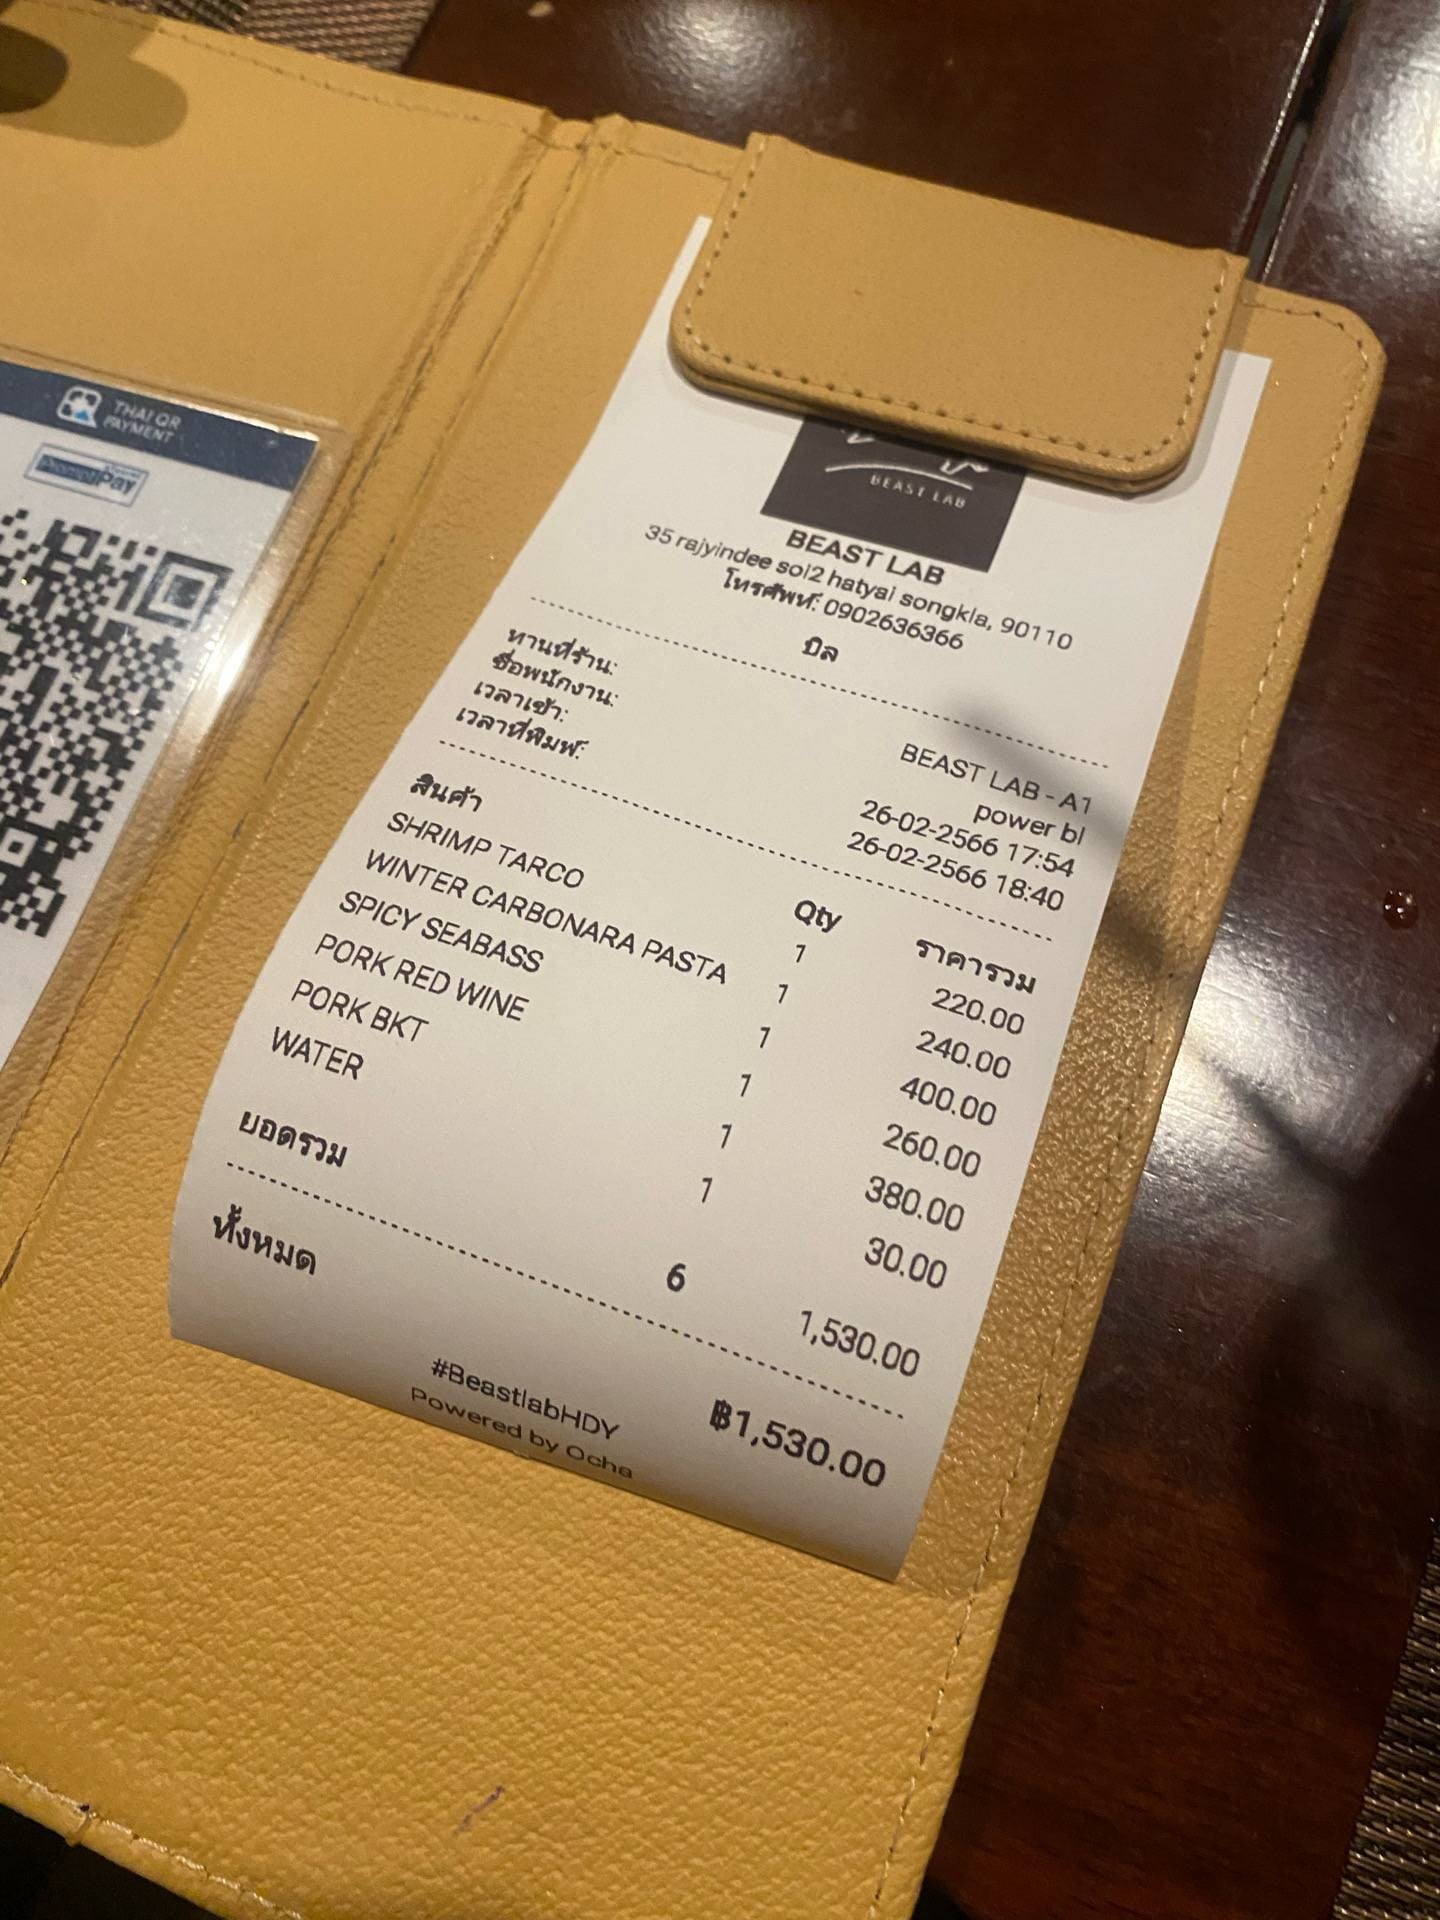 THAI QR
PAYMENT
PromptPay
BEAST LAB
BEAST LAB
35 rajyindee soi2 hatyai songkla, 90110
โทรศัพท์: 0902636366
บิล
ทานที่ร้าน: BEAST LAB - A1
ชื่อพนักงาน: power bl
เวลาเข้า: 26-02-2566 17:54
เวลาที่พิมพ์: 26-02-2566 18:40
สินค้า Qty ราคารวม
SHRIMP TARCO 1 220.00
WINTER CARBONARA PASTA 1 240.00
SPICY SEABASS 1 400.00
PORK RED WINE 1 260.00
PORK BKT 1 380.00
WATER 1 30.00
ยอดรวม 6 1,530.00
ทั้งหมด ฿1,530.00
#BeastlabHDY
Powered by Ocha